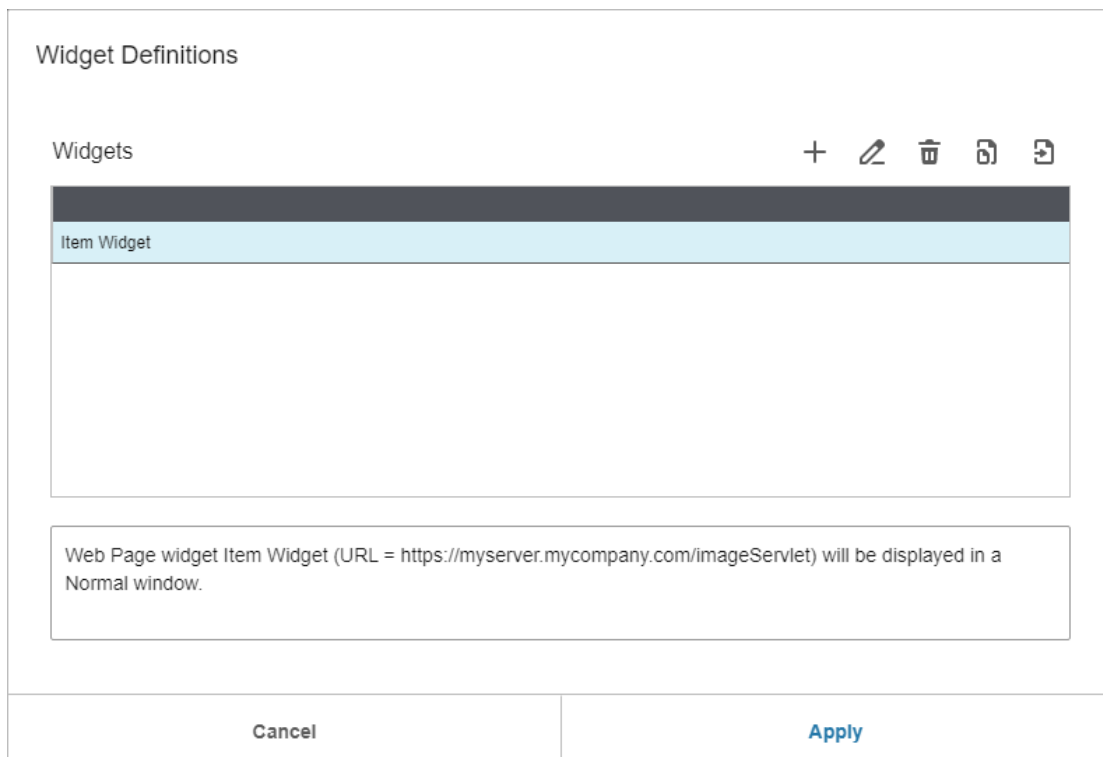 Widget Definitions
Widgets
Item Widget
Web Page widget Item Widget (URL = https://myserver.mycompany.com/imageServlet) will be displayed in a
Normal window.
Cancel
Apply